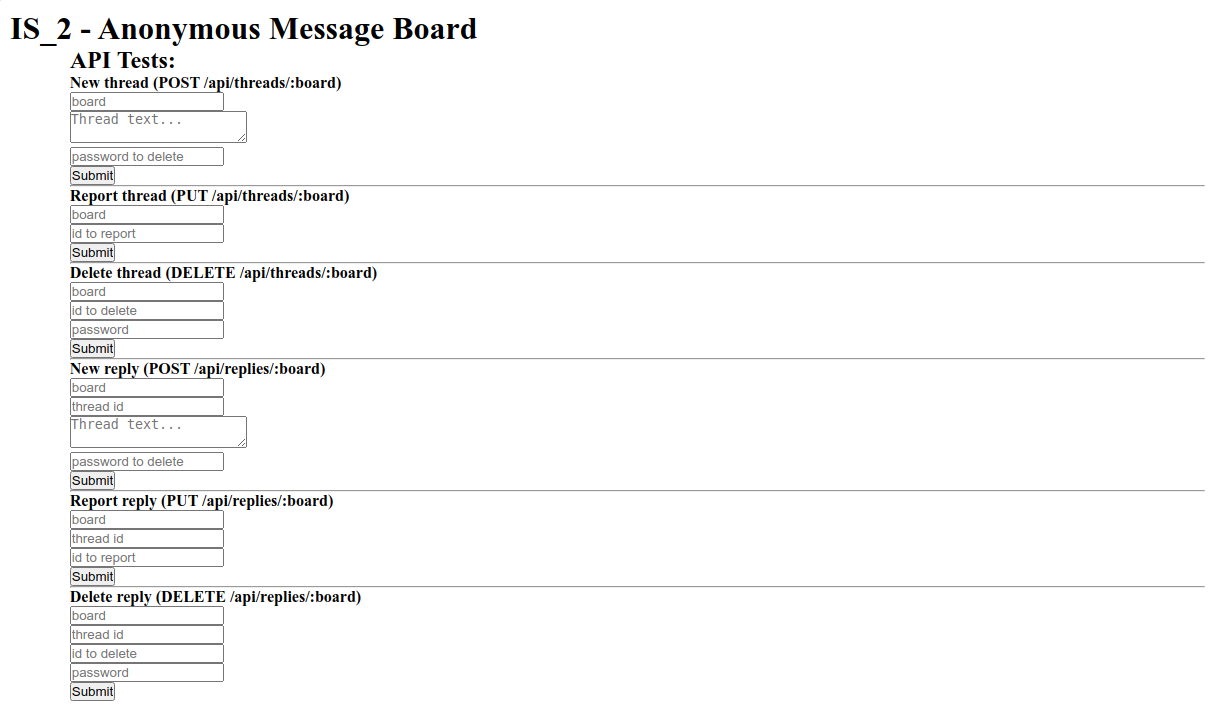 IS_2 - Anonymous Message Board
API Tests:
New thread (POST /api/threads/:board)
board
Thread text...
password to delete
Submit
Report thread (PUT /api/threads/:board)
board
id to report
Submit
Delete thread (DELETE /api/threads/:board)
board
id to delete
password
Submit
New reply (POST /api/replies/:board)
board
thread id
Thread text...
password to delete
Submit
Report reply (PUT /api/replies/:board)
board
thread id
id to report
Submit
Delete reply (DELETE /api/replies/:board)
board
thread id
id to delete
password
Submit